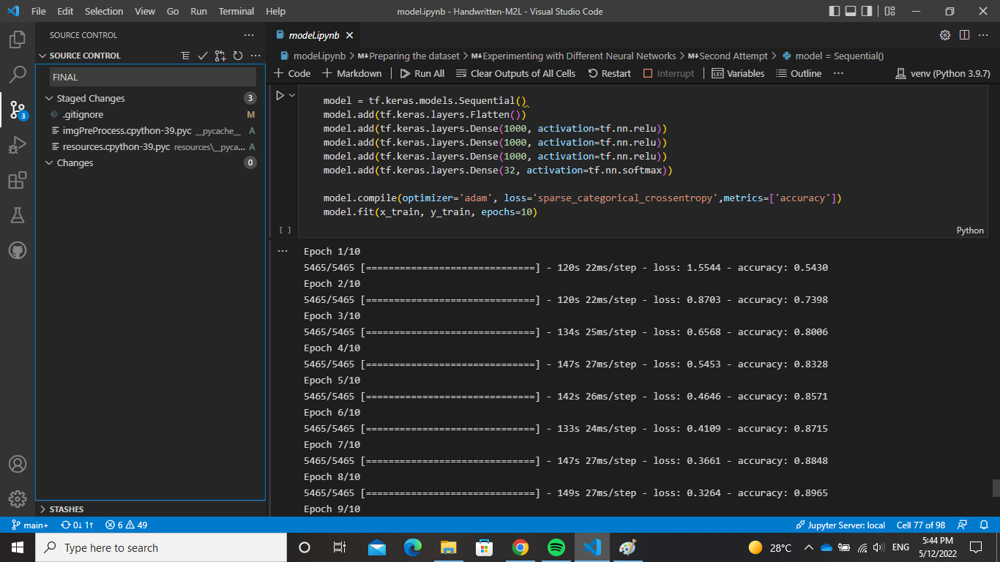 File Edit Selection View Go Run Terminal Help
model.ipynb - Handwritten-M2L - Visual Studio Code
SOURCE CONTROL
SOURCE CONTROL
FINAL
Staged Changes 3
.gitignore M
imgPreProcess.cpython-39.pyc __pycache__ A
resources.cpython-39.pyc resources\__pyca... A
Changes 0
STASHES
3
model.ipynb
model.ipynb > M↓Preparing the dataset > M↓Experimenting with Different Neural Networks > M↓Second Attempt > model = Sequential()
+ Code + Markdown Run All Clear Outputs of All Cells Restart Interrupt Variables Outline ... venv (Python 3.9.7)
model = tf.keras.models.Sequential()
model.add(tf.keras.layers.Flatten())
model.add(tf.keras.layers.Dense(1000, activation=tf.nn.relu))
model.add(tf.keras.layers.Dense(1000, activation=tf.nn.relu))
model.add(tf.keras.layers.Dense(1000, activation=tf.nn.relu))
model.add(tf.keras.layers.Dense(32, activation=tf.nn.softmax))
model.compile(optimizer='adam', loss='sparse_categorical_crossentropy',metrics=['accuracy'])
model.fit(x_train, y_train, epochs=10)
[ ] Python
... Epoch 1/10
5465/5465 [==============================] - 120s 22ms/step - loss: 1.5544 - accuracy: 0.5430
Epoch 2/10
5465/5465 [==============================] - 120s 22ms/step - loss: 0.8703 - accuracy: 0.7398
Epoch 3/10
5465/5465 [==============================] - 134s 25ms/step - loss: 0.6568 - accuracy: 0.8006
Epoch 4/10
5465/5465 [==============================] - 147s 27ms/step - loss: 0.5453 - accuracy: 0.8328
Epoch 5/10
5465/5465 [==============================] - 142s 26ms/step - loss: 0.4646 - accuracy: 0.8571
Epoch 6/10
5465/5465 [==============================] - 133s 24ms/step - loss: 0.4109 - accuracy: 0.8715
Epoch 7/10
5465/5465 [==============================] - 147s 27ms/step - loss: 0.3661 - accuracy: 0.8848
Epoch 8/10
5465/5465 [==============================] - 149s 27ms/step - loss: 0.3264 - accuracy: 0.8965
Epoch 9/10
main+ 0↓ 1↑ 6 49 Jupyter Server: local Cell 77 of 98
Type here to search 28°C ENG 5:44 PM
5/12/2022